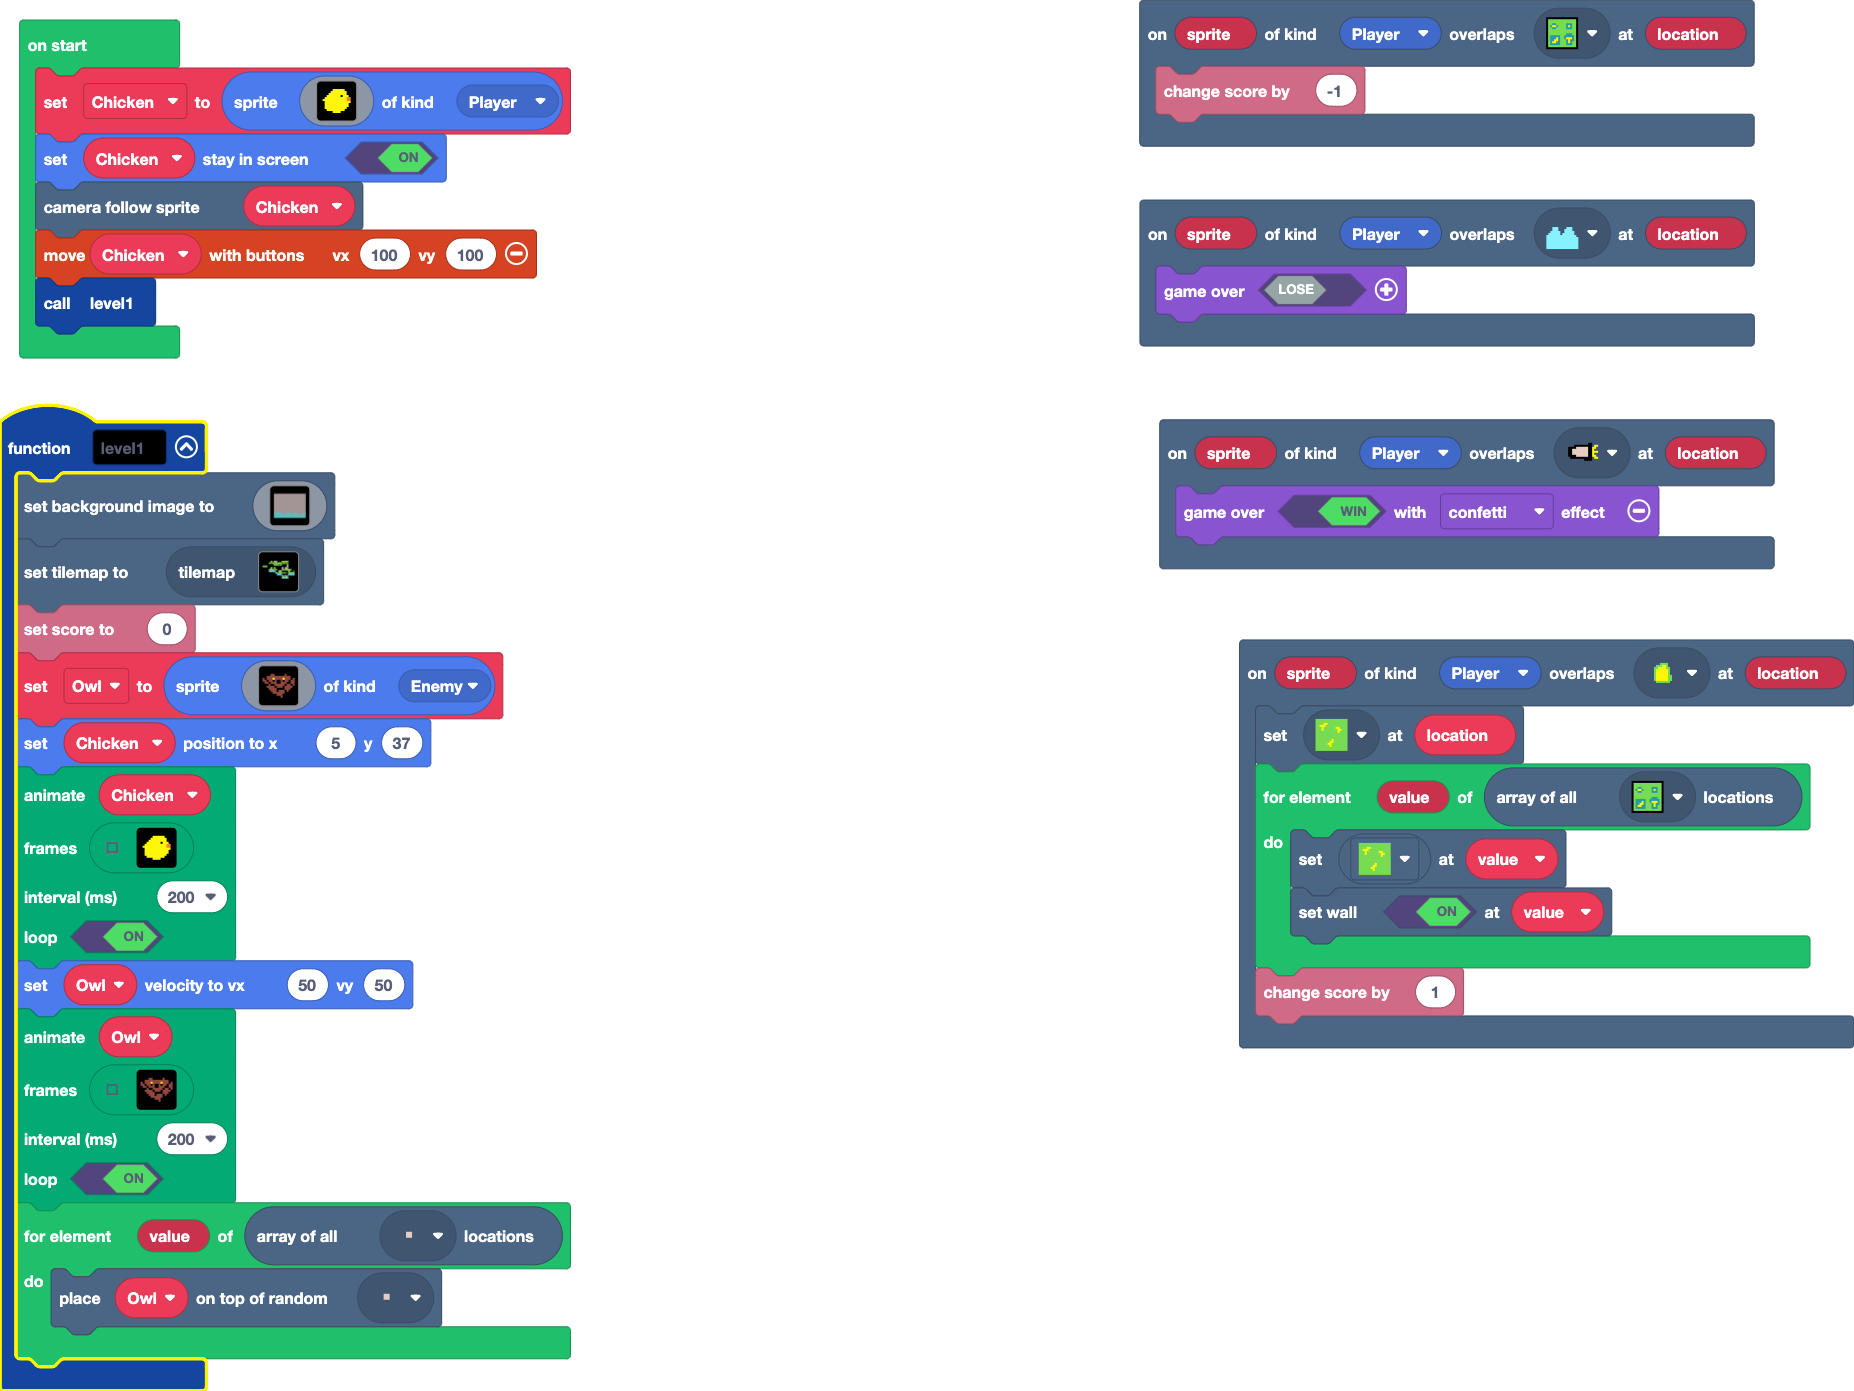 on start
set Chicken to sprite of kind Player
set Chicken stay in screen ON
camera follow sprite Chicken
move Chicken with buttons vx 100 vy 100
call level1
function level1
set background image to
set tilemap to tilemap
set score to 0
set Owl to sprite of kind Enemy
set Chicken position to x 5 y 37
animate Chicken
frames
interval (ms) 200
loop ON
set Owl velocity to vx 50 vy 50
animate Owl
frames
interval (ms) 200
loop ON
for element value of array of all locations
do
place Owl on top of random
on sprite of kind Player overlaps at location
change score by -1
on sprite of kind Player overlaps at location
game over LOSE
on sprite of kind Player overlaps at location
game over WIN with confetti effect
on sprite of kind Player overlaps at location
set at location
for element value of array of all locations
do
set at value
set wall ON at value
change score by 1